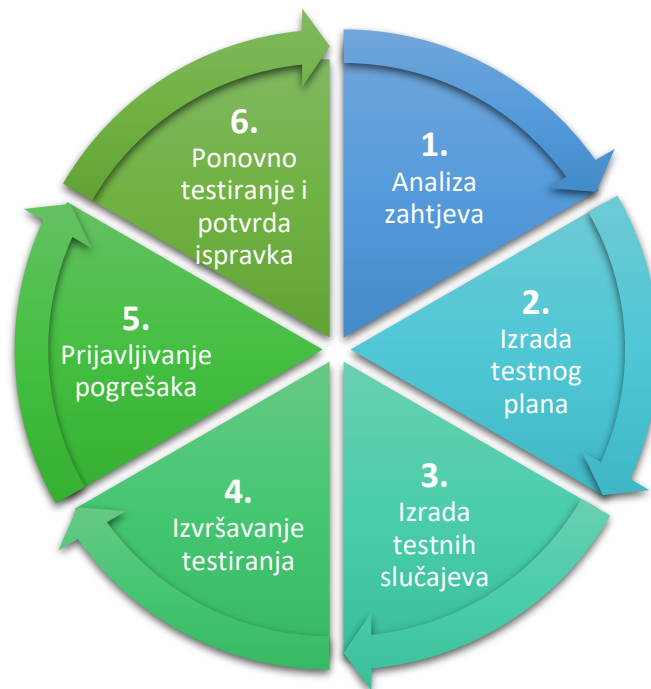 1.
Analiza
zahtjeva
2.
Izrada
testnog
plana
3.
Izrada
testnih
slučajeva
4.
Izvršavanje
testiranja
5.
Prijavljivanje
pogrešaka
6.
Ponovno
testiranje i
potvrda
ispravka